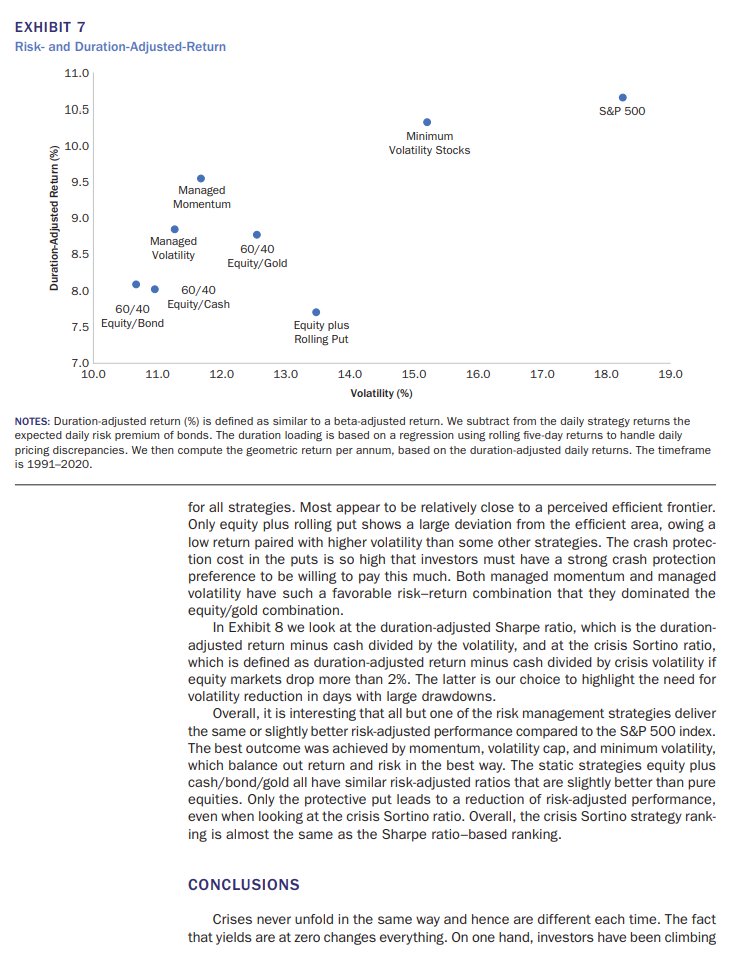 EXHIBIT 7
Risk- and Duration-Adjusted-Return
11.0
10.5
10.0
9.5
9.0
8.5
8.0
7.5
7.0
Duration-Adjusted Return (%)
S&P 500
Minimum
Volatility Stocks
Managed
Momentum
Managed
Volatility
60/40
Equity/Gold
60/40
Equity/Cash
60/40
Equity/Bond
Equity plus
Rolling Put
10.0 11.0 12.0 13.0 14.0 15.0 16.0 17.0 18.0 19.0
Volatility (%)
NOTES: Duration-adjusted return (%) is defined as similar to a beta-adjusted return. We subtract from the daily strategy returns the
expected daily risk premium of bonds. The duration loading is based on a regression using rolling five-day returns to handle daily
pricing discrepancies. We then compute the geometric return per annum, based on the duration-adjusted daily returns. The timeframe
is 1991–2020.
for all strategies. Most appear to be relatively close to a perceived efficient frontier.
Only equity plus rolling put shows a large deviation from the efficient area, owing a
low return paired with higher volatility than some other strategies. The crash protec-
tion cost in the puts is so high that investors must have a strong crash protection
preference to be willing to pay this much. Both managed momentum and managed
volatility have such a favorable risk–return combination that they dominated the
equity/gold combination.
In Exhibit 8 we look at the duration-adjusted Sharpe ratio, which is the duration-
adjusted return minus cash divided by the volatility, and at the crisis Sortino ratio,
which is defined as duration-adjusted return minus cash divided by crisis volatility if
equity markets drop more than 2%. The latter is our choice to highlight the need for
volatility reduction in days with large drawdowns.
Overall, it is interesting that all but one of the risk management strategies deliver
the same or slightly better risk-adjusted performance compared to the S&P 500 index.
The best outcome was achieved by momentum, volatility cap, and minimum volatility,
which balance out return and risk in the best way. The static strategies equity plus
cash/bond/gold all have similar risk-adjusted ratios that are slightly better than pure
equities. Only the protective put leads to a reduction of risk-adjusted performance,
even when looking at the crisis Sortino ratio. Overall, the crisis Sortino strategy rank-
ing is almost the same as the Sharpe ratio–based ranking.
CONCLUSIONS
Crises never unfold in the same way and hence are different each time. The fact
that yields are at zero changes everything. On one hand, investors have been climbing